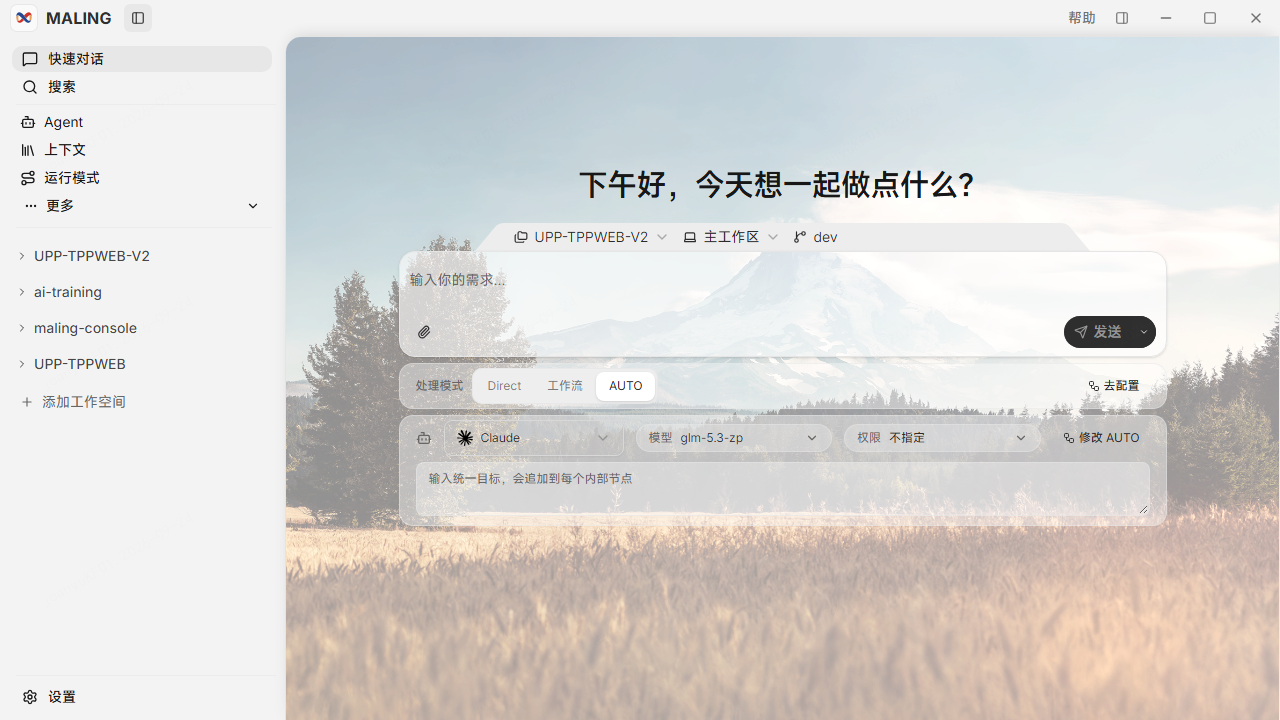 MALING
帮助
快速对话
搜索
Agent
上下文
运行模式
更多
UPP-TPPWEB-V2
ai-training
maling-console
UPP-TPPWEB
添加工作空间
设置
下午好，今天想一起做点什么？
UPP-TPPWEB-V2 主工作区 dev
输入你的需求...
发送
处理模式 Direct 工作流 AUTO 去配置
Claude 模型 glm-5.3-zp 权限 不指定 修改 AUTO
输入统一目标，会追加到每个内部节点